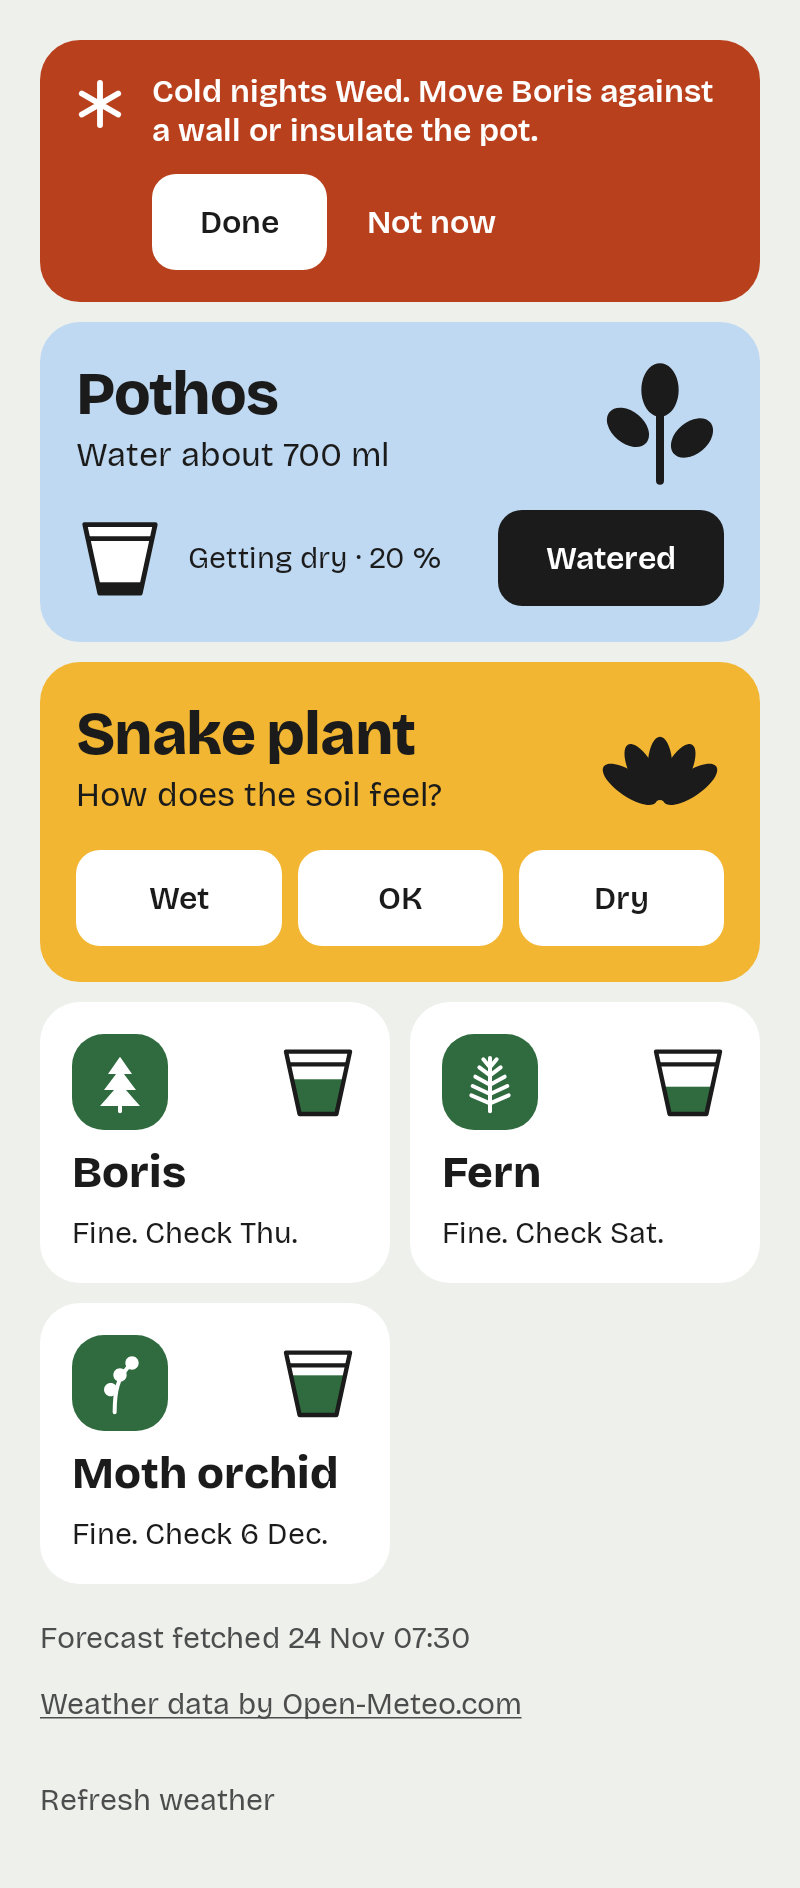 Cold nights Wed. Move Boris against
a wall or insulate the pot.
Done
Not now
Pothos
Water about 700 ml
Getting dry · 20 %
Watered
Snake plant
How does the soil feel?
Wet
OK
Dry
Boris
Fine. Check Thu.
Fern
Fine. Check Sat.
Moth orchid
Fine. Check 6 Dec.
Forecast fetched 24 Nov 07:30
Weather data by Open-Meteo.com
Refresh weather